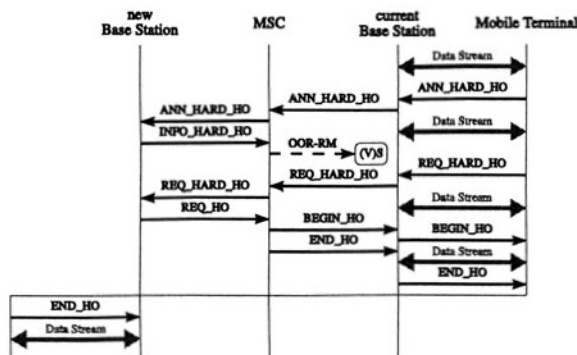 new
Base Station
MSC
current
Base Station
Mobile Terminal
Data Stream
ANN_HARD_HO
ANN_HARD_HO
ANN_HARD_HO
Data Stream
INFO_HARD_HO
OOR-RM
(V)S
REQ_HARD_HO
REQ_HARD_HO
REQ_HARD_HO
Data Stream
REQ_HO
BEGIN_HO
BEGIN_HO
END_HO
Data Stream
END_HO
END_HO
Data Stream